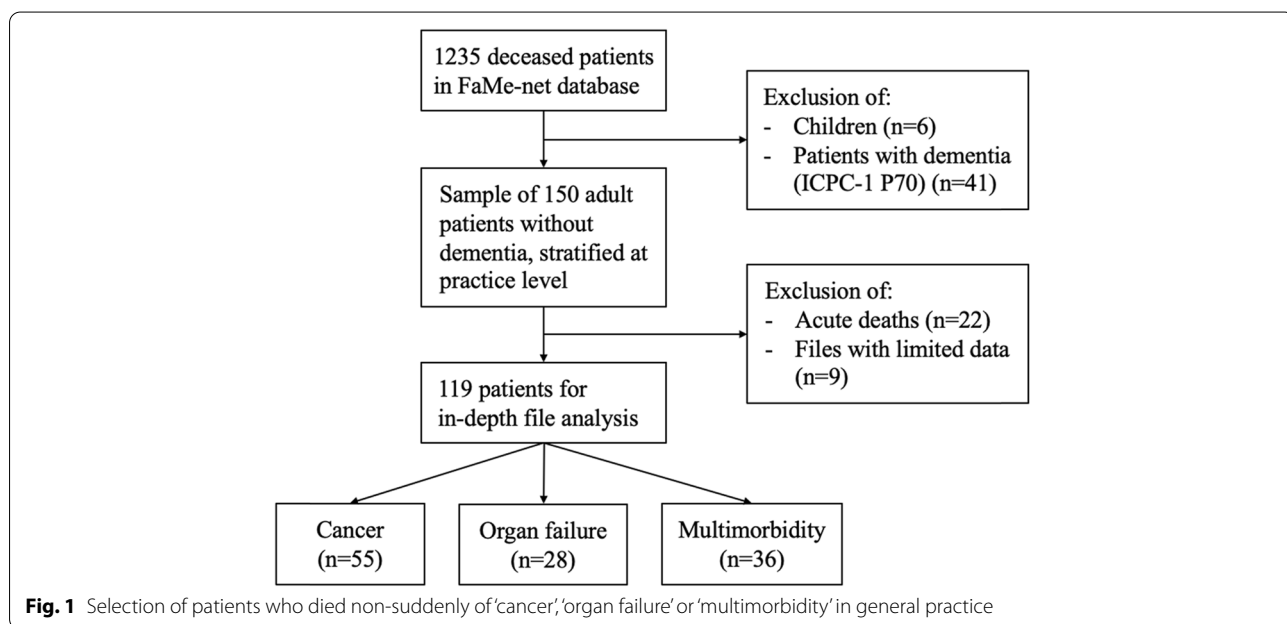 1235 deceased patients
in FaMe-net database
Exclusion of:
- Children (n=6)
- Patients with dementia
(ICPC-1 P70) (n=41)
Sample of 150 adult
patients without
dementia, stratified at
practice level
Exclusion of:
- Acute deaths (n=22)
- Files with limited data
(n=9)
119 patients for
in-depth file analysis
Cancer
(n=55)
Organ failure
(n=28)
Multimorbidity
(n=36)
Fig. 1 Selection of patients who died non-suddenly of ‘cancer’, ‘organ failure’ or ‘multimorbidity’ in general practice